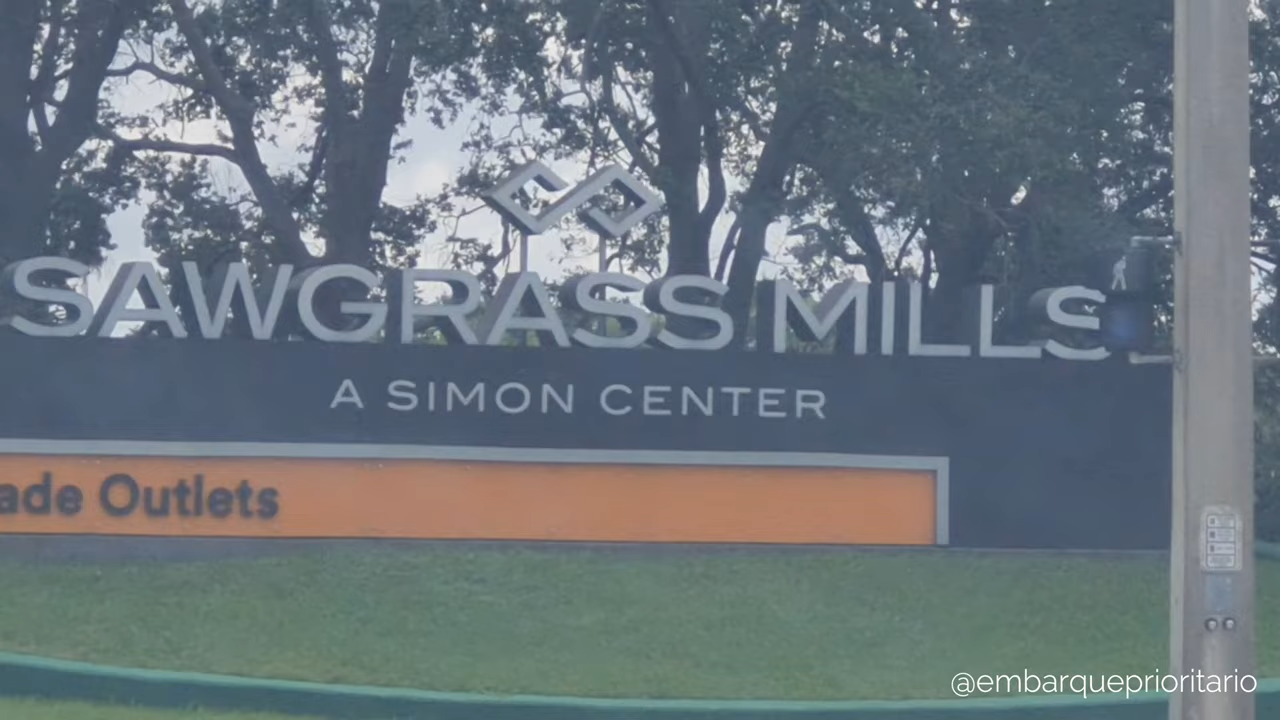 SAWGRASS MILLS
A SIMON CENTER
ade Outlets
@embarqueprioritario